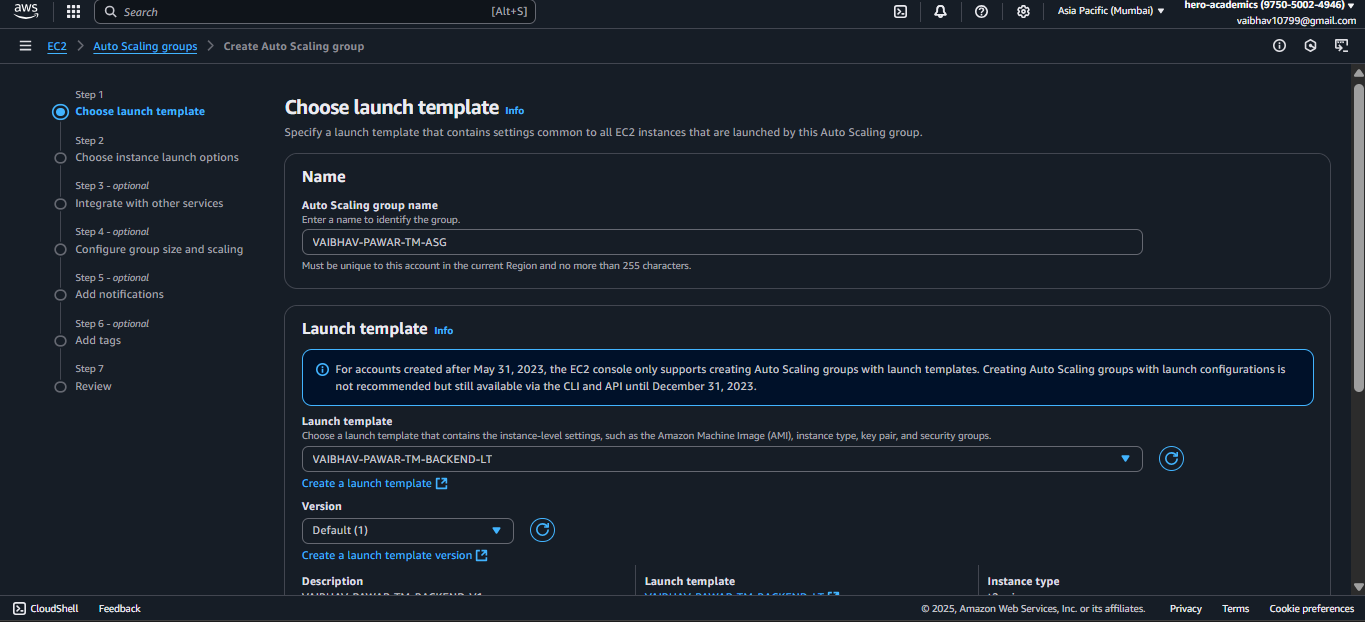 aws
Search
[Alt+S]
Asia Pacific (Mumbai)
hero-academics (9750-5002-4946)
vaibhav10799@gmail.com
EC2
Auto Scaling groups
Create Auto Scaling group
Step 1
Choose launch template
Step 2
Choose instance launch options
Step 3 - optional
Integrate with other services
Step 4 - optional
Configure group size and scaling
Step 5 - optional
Add notifications
Step 6 - optional
Add tags
Step 7
Review
Choose launch template Info
Specify a launch template that contains settings common to all EC2 instances that are launched by this Auto Scaling group.
Name
Auto Scaling group name
Enter a name to identify the group.
VAIBHAV-PAWAR-TM-ASG
Must be unique to this account in the current Region and no more than 255 characters.
Launch template Info
For accounts created after May 31, 2023, the EC2 console only supports creating Auto Scaling groups with launch templates. Creating Auto Scaling groups with launch configurations is
not recommended but still available via the CLI and API until December 31, 2023.
Launch template
Choose a launch template that contains the instance-level settings, such as the Amazon Machine Image (AMI), instance type, key pair, and security groups.
VAIBHAV-PAWAR-TM-BACKEND-LT
Create a launch template
Version
Default (1)
Create a launch template version
Description
Launch template
Instance type
VAIBHAV-PAWAR-TM-BACKEND-V1
VAIBHAV-PAWAR-TM-BACKEND-LT
CloudShell
Feedback
© 2025, Amazon Web Services, Inc. or its affiliates.
Privacy
Terms
Cookie preferences